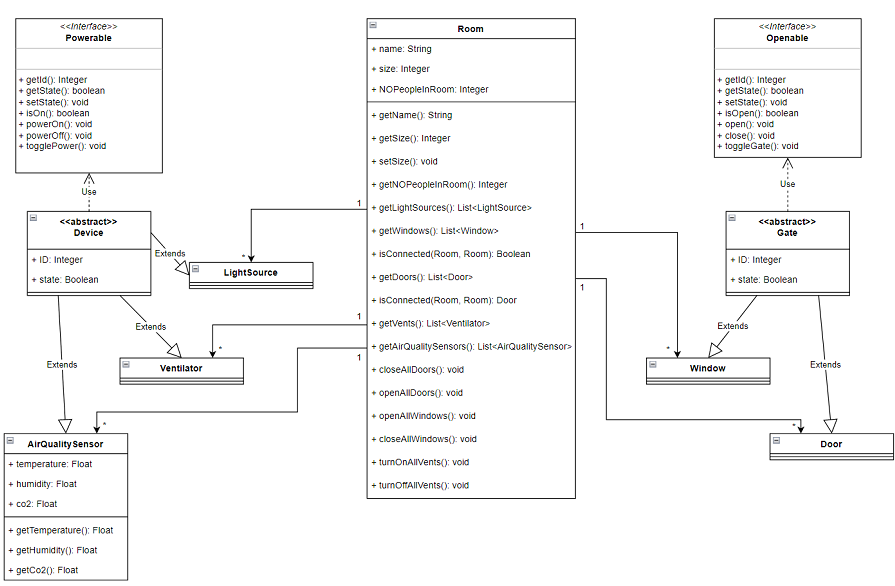 <<Interface>>
Powerable
+ getId(): Integer
+ getState(): boolean
+ setState(): void
+ isOn(): boolean
+ powerOn(): void
+ powerOff(): void
+ togglePower(): void
Use
<<abstract>>
Device
+ ID: Integer
+ state: Boolean
Extends
Extends
Extends
LightSource
Ventilator
AirQualitySensor
+ temperature: Float
+ humidity: Float
+ co2: Float
+ getTemperature(): Float
+ getHumidity(): Float
+ getCo2(): Float
1
*
1
*
1
*
Room
+ name: String
+ size: Integer
+ NOPeopleInRoom: Integer
+ getName(): String
+ getSize(): Integer
+ setSize(): void
+ getNOPeopleInRoom(): Integer
+ getLightSources(): List<LightSource>
+ getWindows(): List<Window>
+ isConnected(Room, Room): Boolean
+ getDoors(): List<Door>
+ isConnected(Room, Room): Door
+ getVents(): List<Ventilator>
+ getAirQualitySensors(): List<AirQualitySensor>
+ closeAllDoors(): void
+ openAllDoors(): void
+ openAllWindows(): void
+ closeAllWindows(): void
+ turnOnAllVents(): void
+ turnOffAllVents(): void
1
*
1
*
<<Interface>>
Openable
+ getId(): Integer
+ getState(): boolean
+ setState(): void
+ isOpen(): boolean
+ open(): void
+ close(): void
+ toggleGate(): void
Use
<<abstract>>
Gate
+ ID: Integer
+ state: Boolean
Extends
Extends
Window
Door